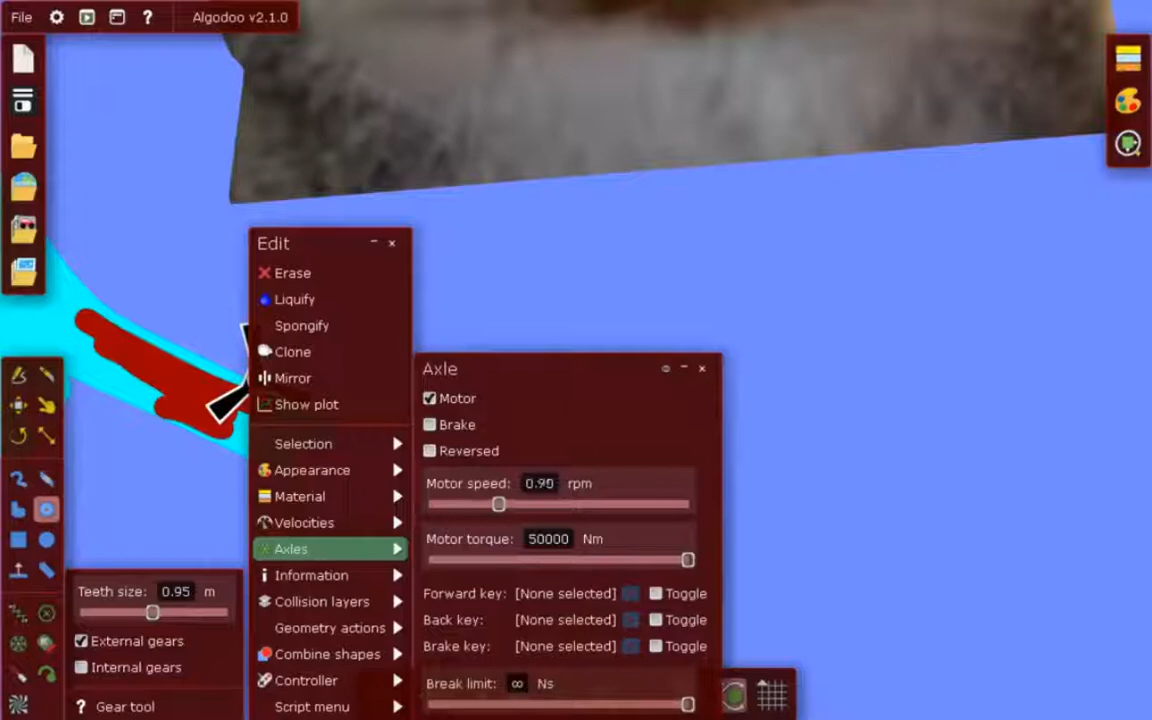 File ? Algodoo v2.1.0
Edit
Erase
Liquify
Spongify
Clone
Mirror
Show plot
Selection
Appearance
Material
Velocities
Axles
Information
Collision layers
Geometry actions
Combine shapes
Controller
Script menu
Axle
Motor
Brake
Reversed
Motor speed: 0.90 rpm
Motor torque: 50000 Nm
Forward key: [None selected] Toggle
Back key: [None selected] Toggle
Brake key: [None selected] Toggle
Break limit: ∞ Ns
Teeth size: 0.95 m
External gears
Internal gears
? Gear tool